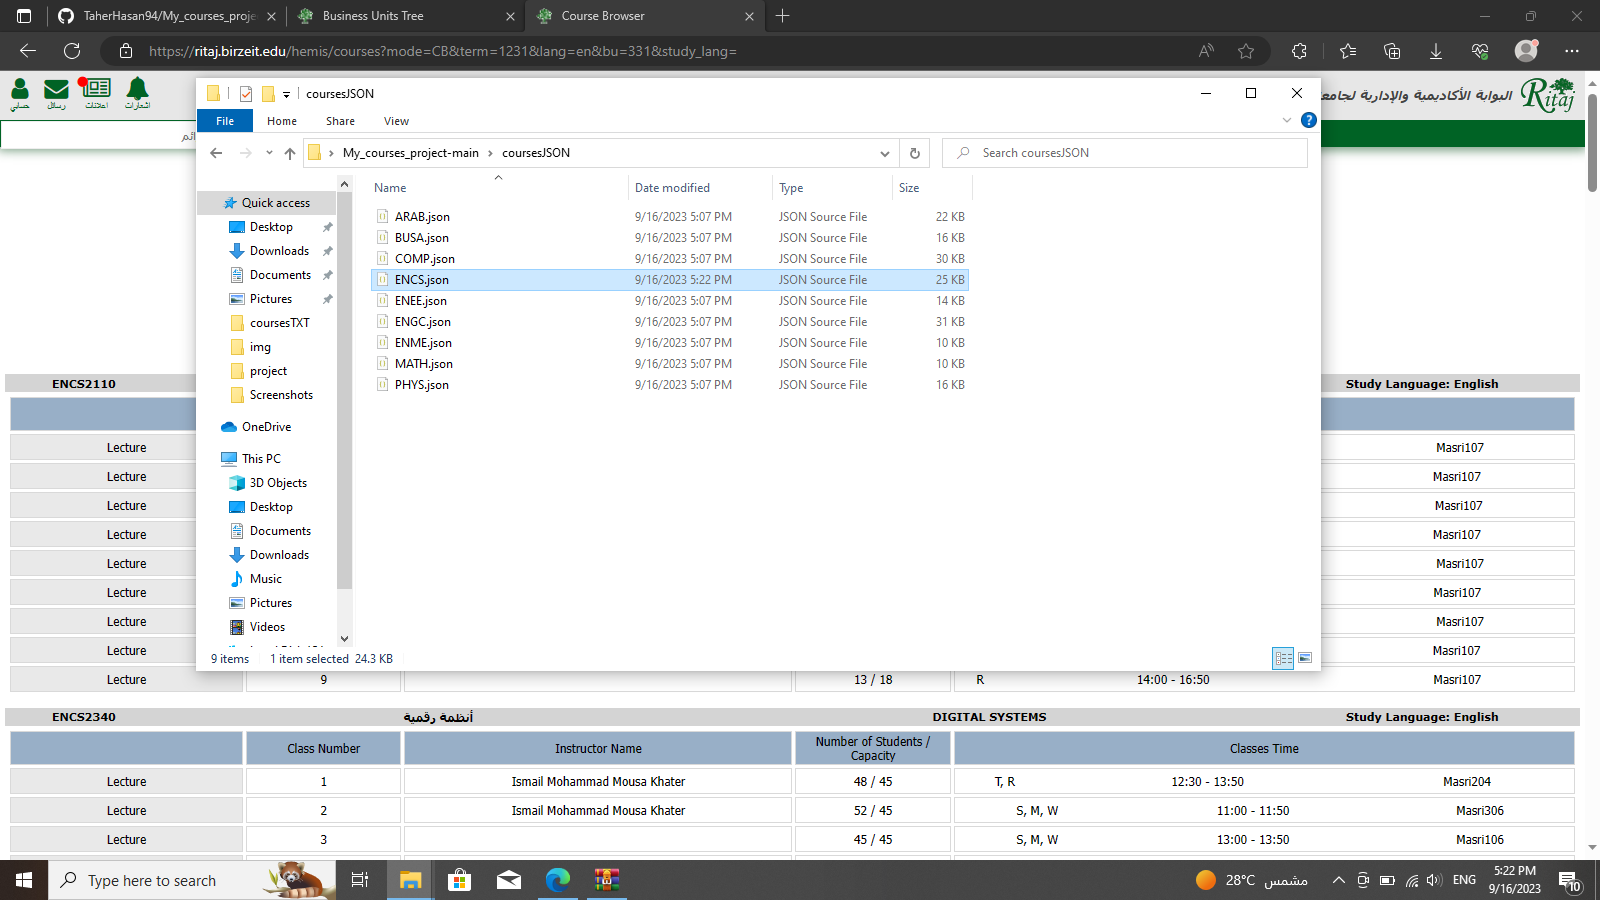 TaherHasan94/My_courses_proje
Business Units Tree
Course Browser
https://ritaj.birzeit.edu/hemis/courses?mode=CB&term=1231&lang=en&bu=331&study_lang=
حسابي
رسائل
اعلانات
اشعارات
البوابة الأكاديمية والإدارية لجامع
Ritaj
coursesJSON
File Home Share View
My_courses_project-main > coursesJSON
Search coursesJSON
Name Date modified Type Size
ARAB.json 9/16/2023 5:07 PM JSON Source File 22 KB
BUSA.json 9/16/2023 5:07 PM JSON Source File 16 KB
COMP.json 9/16/2023 5:07 PM JSON Source File 30 KB
ENCS.json 9/16/2023 5:22 PM JSON Source File 25 KB
ENEE.json 9/16/2023 5:07 PM JSON Source File 14 KB
ENGC.json 9/16/2023 5:07 PM JSON Source File 31 KB
ENME.json 9/16/2023 5:07 PM JSON Source File 10 KB
MATH.json 9/16/2023 5:07 PM JSON Source File 10 KB
PHYS.json 9/16/2023 5:07 PM JSON Source File 16 KB
Quick access
Desktop
Downloads
Documents
Pictures
coursesTXT
img
project
Screenshots
OneDrive
This PC
3D Objects
Desktop
Documents
Downloads
Music
Pictures
Videos
9 items 1 item selected 24.3 KB
ENCS2110 Study Language: English
Lecture Masri107
Lecture Masri107
Lecture Masri107
Lecture Masri107
Lecture Masri107
Lecture Masri107
Lecture Masri107
Lecture Masri107
Lecture 9 13 / 18 R 14:00 - 16:50 Masri107
ENCS2340 أنظمة رقمية DIGITAL SYSTEMS Study Language: English
Class Number Instructor Name Number of Students / Capacity Classes Time
Lecture 1 Ismail Mohammad Mousa Khater 48 / 45 T, R 12:30 - 13:50 Masri204
Lecture 2 Ismail Mohammad Mousa Khater 52 / 45 S, M, W 11:00 - 11:50 Masri306
Lecture 3 45 / 45 S, M, W 13:00 - 13:50 Masri106
Type here to search
28°C مشمس
ENG
5:22 PM
9/16/2023
10